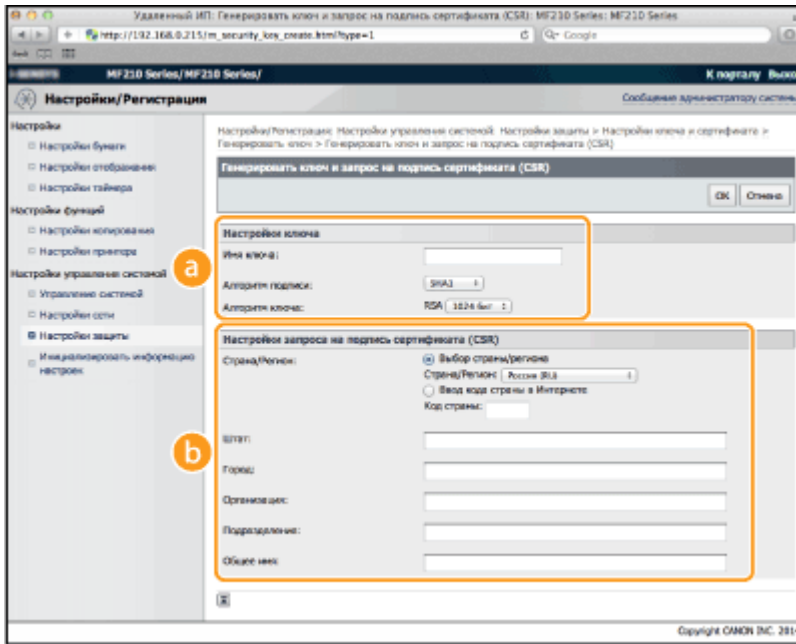 Удаленный ИП: Генерировать ключ и запрос на подпись сертификата (CSR): MF210 Series: MF210 Series
http://192.168.0.215/m_security_key_create.html?type=1
Google
MF210 Series/MF210 Series/
К порталу
Настройки/Регистрация
Сообщения администратору
Настройки
Настройки бумаги
Настройки отображения
Настройки таймера
Настройки функций
Настройки копирования
Настройки принтера
Настройки управления системой
Управление системой
Настройки сети
Настройки защиты
Инициализировать информацию
настроек
Настройки/Регистрация: Настройки управления системой: Настройки защиты > Настройки ключа и сертификата >
Генерировать ключ > Генерировать ключ и запрос на подпись сертификата (CSR)
Генерировать ключ и запрос на подпись сертификата (CSR)
OK
Отмена
a
Настройки ключа
Имя ключа:
Алгоритм подписи:
SHA1
Алгоритм ключа:
RSA 1024 бит
b
Настройки запроса на подпись сертификата (CSR)
Страна/Регион:
Выбор страны/региона
Страна/Регион: Россия (RU)
Ввод кода страны в Интернете
Код страны:
Штат:
Город:
Организация:
Подразделение:
Общее имя:
Copyright CANON INC. 201